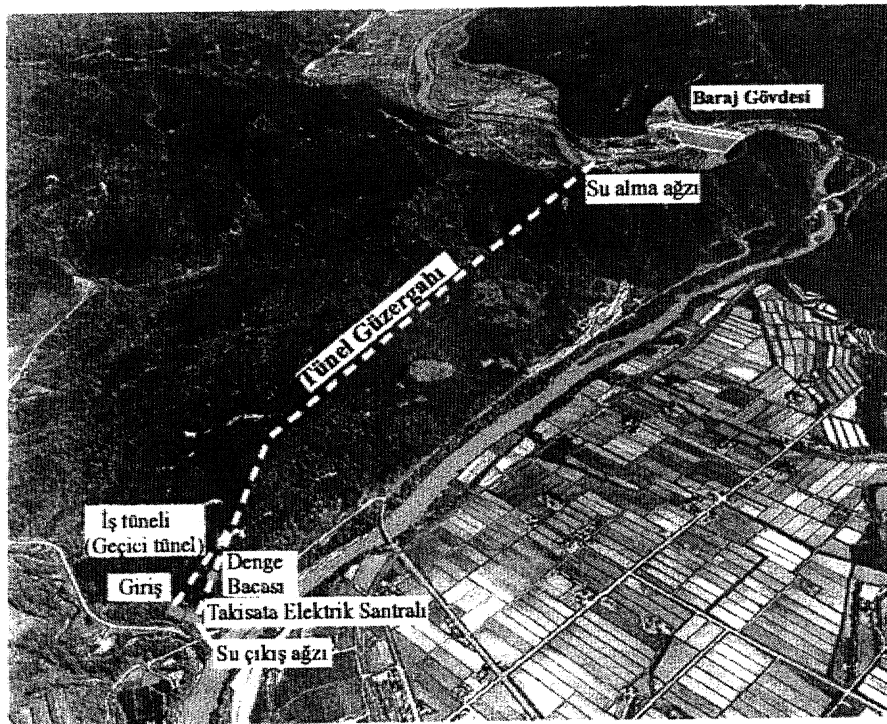 Baraj Gövdesi
Su alma ağzı
Tünel Güzergahı
İş tüneli
(Geçici tünel)
Giriş
Denge
Bacası
Takisata Elektrik Santralı
Su çıkış ağzı